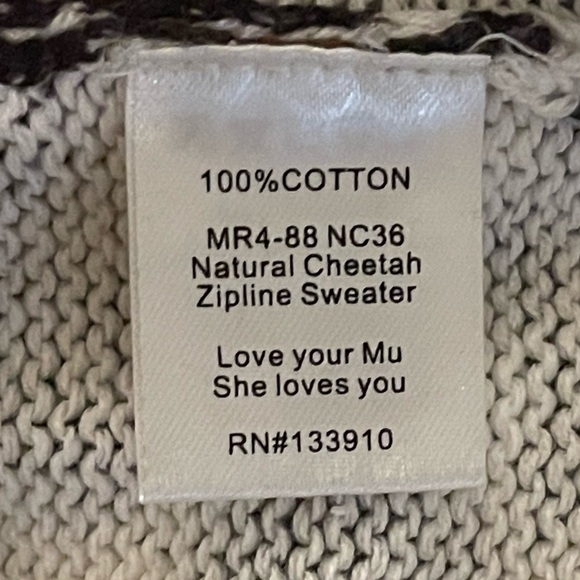 100%COTTON
MR4-88 NC36
Natural Cheetah
Zipline Sweater
Love your Mu
She loves you
RN#133910